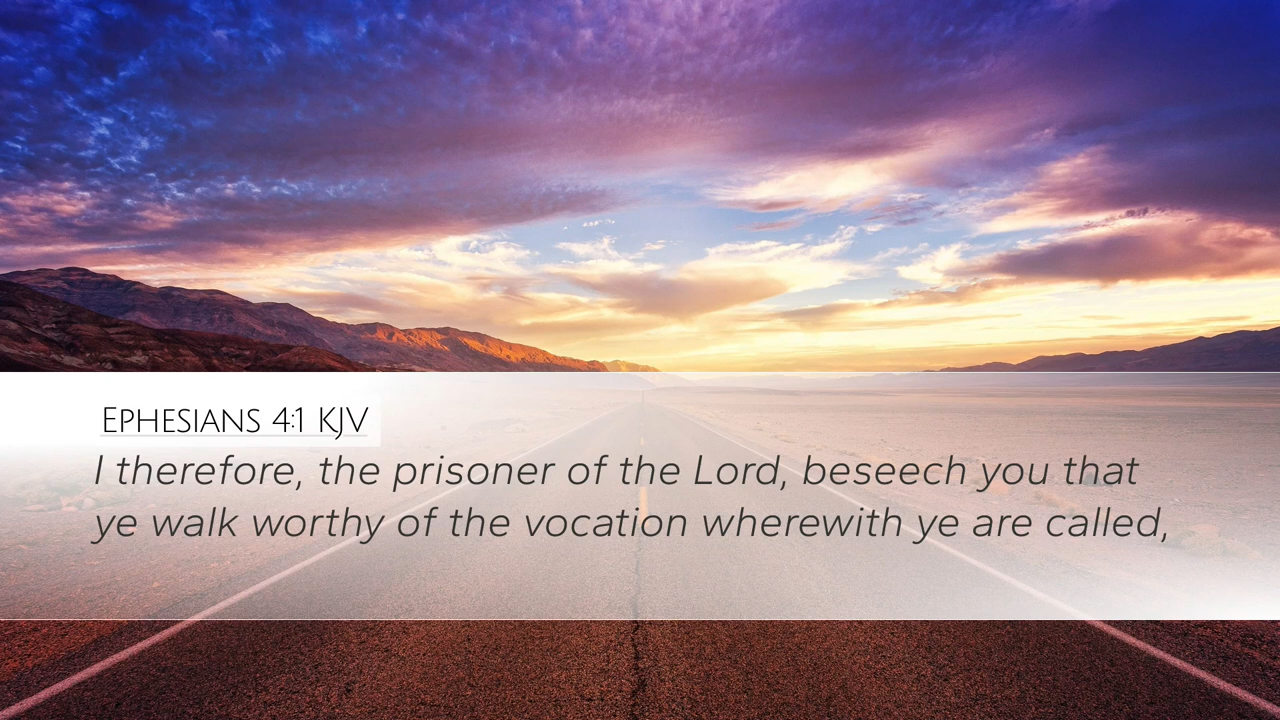 Ephesians 4:1 KJV
I therefore, the prisoner of the Lord, beseech you that
ye walk worthy of the vocation wherewith ye are called,